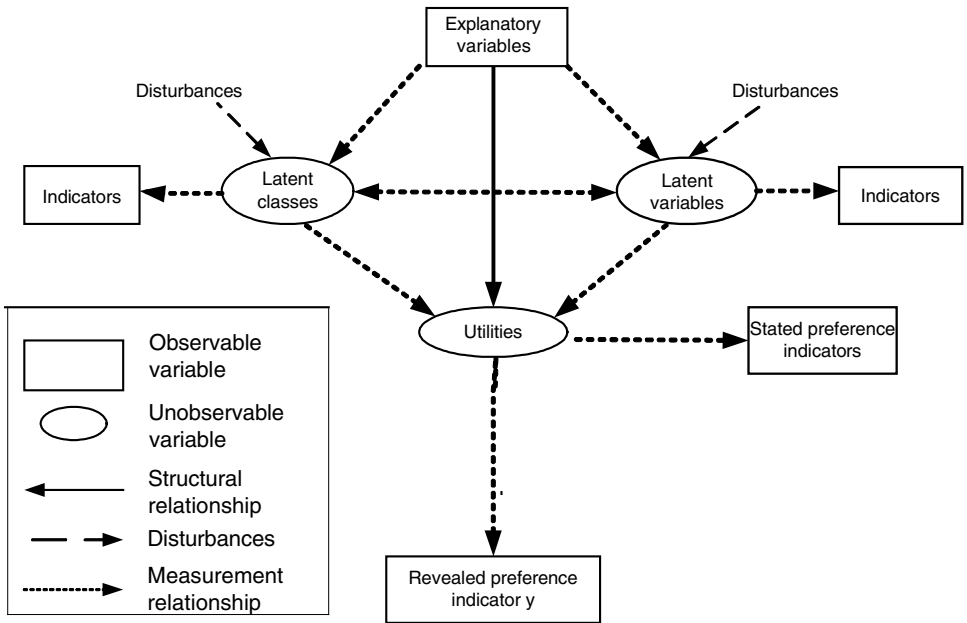 Explanatory
variables
Disturbances
Disturbances
Indicators
Latent
classes
Latent
variables
Indicators
Utilities
Stated preference
indicators
Observable
variable
Unobservable
variable
Structural
relationship
Disturbances
Measurement
relationship
Revealed preference
indicator y